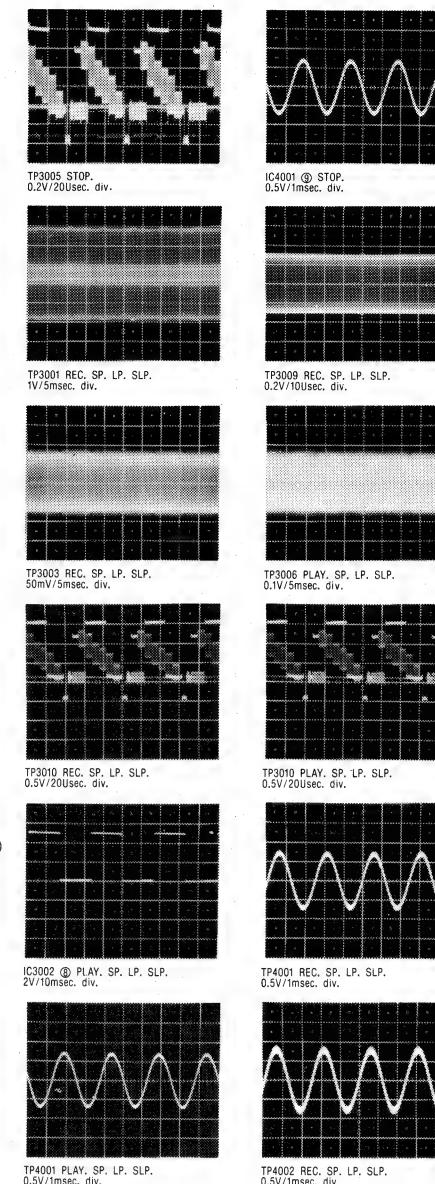 TP3005 STOP.
0.2V/20Usec. div.
IC4001 ⑨ STOP.
0.5V/1msec. div.
TP3001 REC. SP. LP. SLP.
1V/5msec. div.
TP3009 REC. SP. LP. SLP.
0.2V/10Usec. div.
TP3003 REC. SP. LP. SLP.
50mV/5msec. div.
TP3006 PLAY. SP. LP. SLP.
0.1V/5msec. div.
TP3010 REC. SP. LP. SLP.
0.5V/20Usec. div.
TP3010 PLAY. SP. LP. SLP.
0.5V/20Usec. div.
IC3002 ⑧ PLAY. SP. LP. SLP.
2V/10msec. div.
TP4001 REC. SP. LP. SLP.
0.5V/1msec. div.
TP4001 PLAY. SP. LP. SLP.
0.5V/1msec. div.
TP4002 REC. SP. LP. SLP.
0.5V/1msec. div